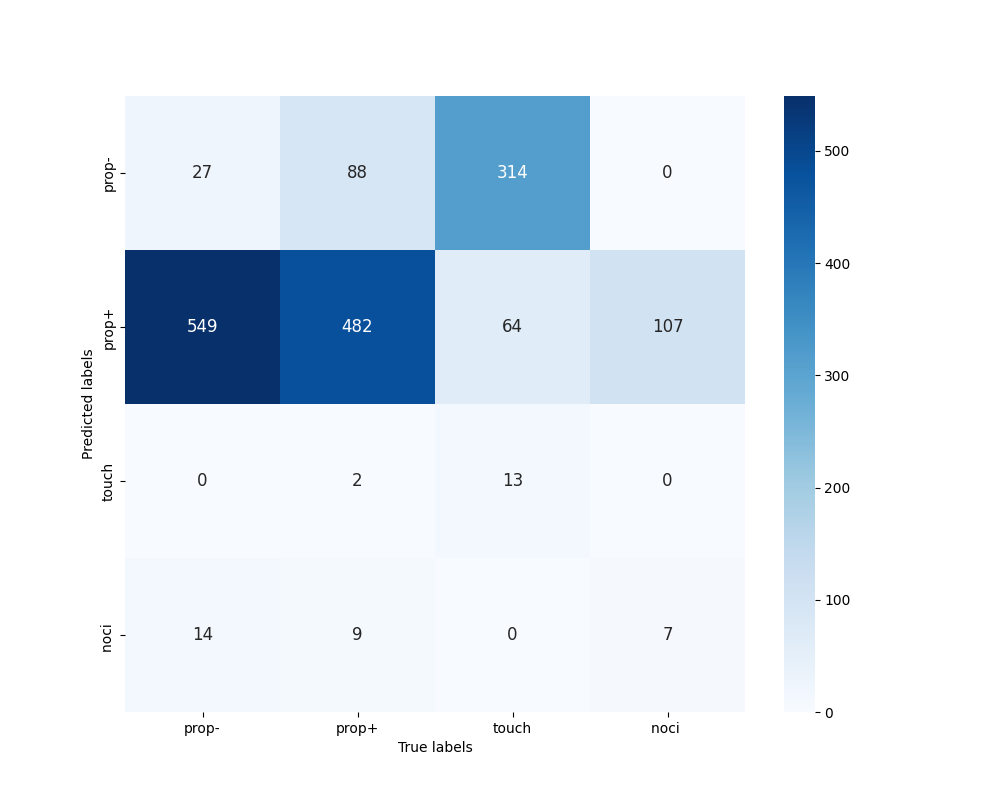 prop- 27 88 314 0
prop+ 549 482 64 107
touch 0 2 13 0
noci 14 9 0 7
prop- prop+ touch noci
True labels
Predicted labels
500
400
300
200
100
0